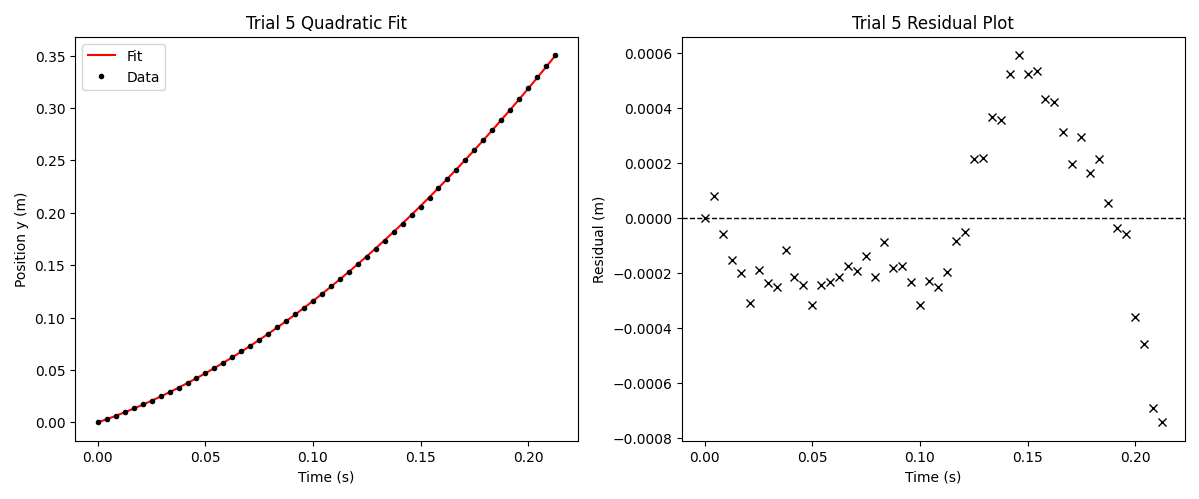 Trial 5 Quadratic Fit
Fit
Data
0.35
0.30
0.25
0.20
0.15
0.10
0.05
0.00
Position y (m)
0.00 0.05 0.10 0.15 0.20
Time (s)
Trial 5 Residual Plot
0.0006
0.0004
0.0002
0.0000
−0.0002
−0.0004
−0.0006
−0.0008
Residual (m)
0.00 0.05 0.10 0.15 0.20
Time (s)